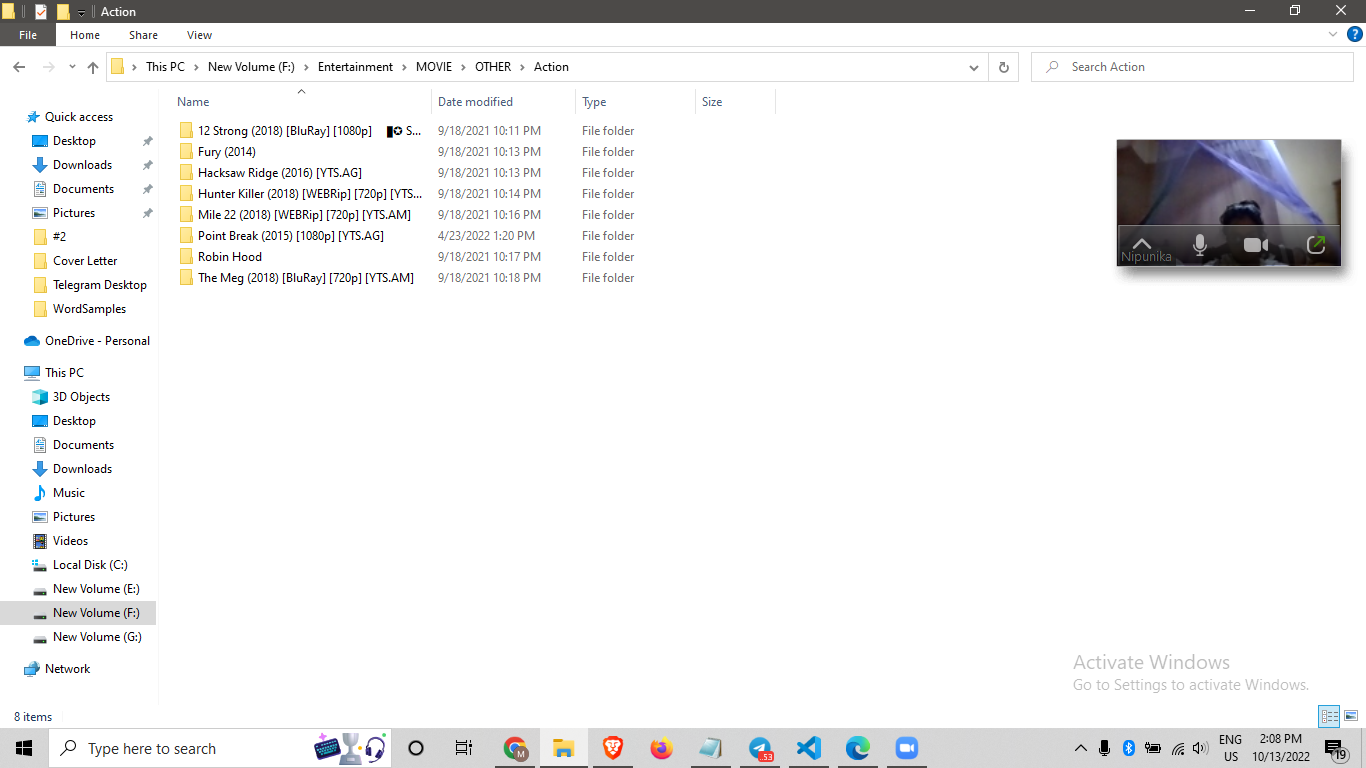 Action
File Home Share View
This PC New Volume (F:) Entertainment MOVIE OTHER Action
Search Action
Name Date modified Type Size
12 Strong (2018) [BluRay] [1080p] S... 9/18/2021 10:11 PM File folder
Fury (2014) 9/18/2021 10:13 PM File folder
Hacksaw Ridge (2016) [YTS.AG] 9/18/2021 10:13 PM File folder
Hunter Killer (2018) [WEBRip] [720p] [YTS... 9/18/2021 10:14 PM File folder
Mile 22 (2018) [WEBRip] [720p] [YTS.AM] 9/18/2021 10:16 PM File folder
Point Break (2015) [1080p] [YTS.AG] 4/23/2022 1:20 PM File folder
Robin Hood 9/18/2021 10:17 PM File folder
The Meg (2018) [BluRay] [720p] [YTS.AM] 9/18/2021 10:18 PM File folder
Quick access
Desktop
Downloads
Documents
Pictures
#2
Cover Letter
Telegram Desktop
WordSamples
OneDrive - Personal
This PC
3D Objects
Desktop
Documents
Downloads
Music
Pictures
Videos
Local Disk (C:)
New Volume (E:)
New Volume (F:)
New Volume (G:)
Network
Nipunika
Activate Windows
Go to Settings to activate Windows.
8 items
Type here to search
M
53
ENG
US
2:08 PM
10/13/2022
19